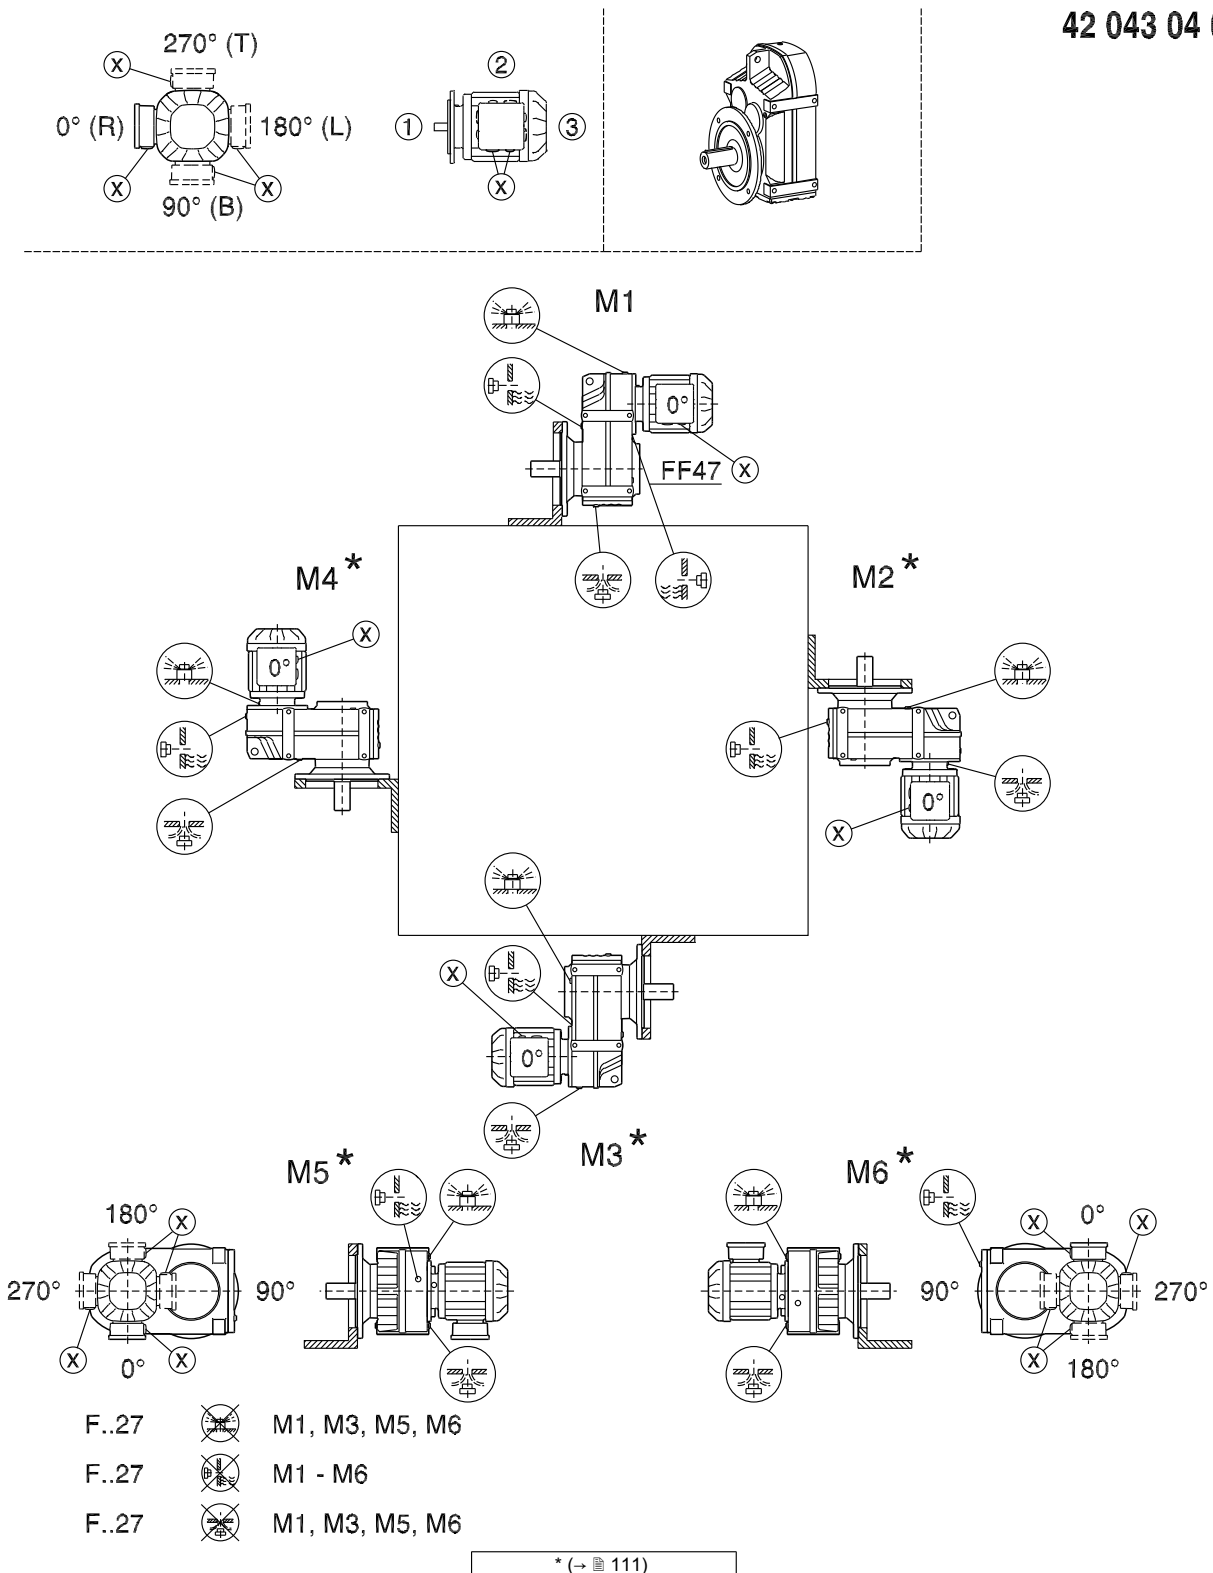 42 043 04
270° (T)
X
0° (R)
180° (L)
X
X
90° (B)
2
1
3
X
M1
0°
FF47
X
M4*
M2*
X
0°
0°
X
X
0°
M3*
M5*
M6*
180°
X
X
270°
90°
X
X
0°
0°
X
X
90°
270°
X
180°
F..27 M1, M3, M5, M6
F..27 M1 - M6
F..27 M1, M3, M5, M6
* (→ 111)